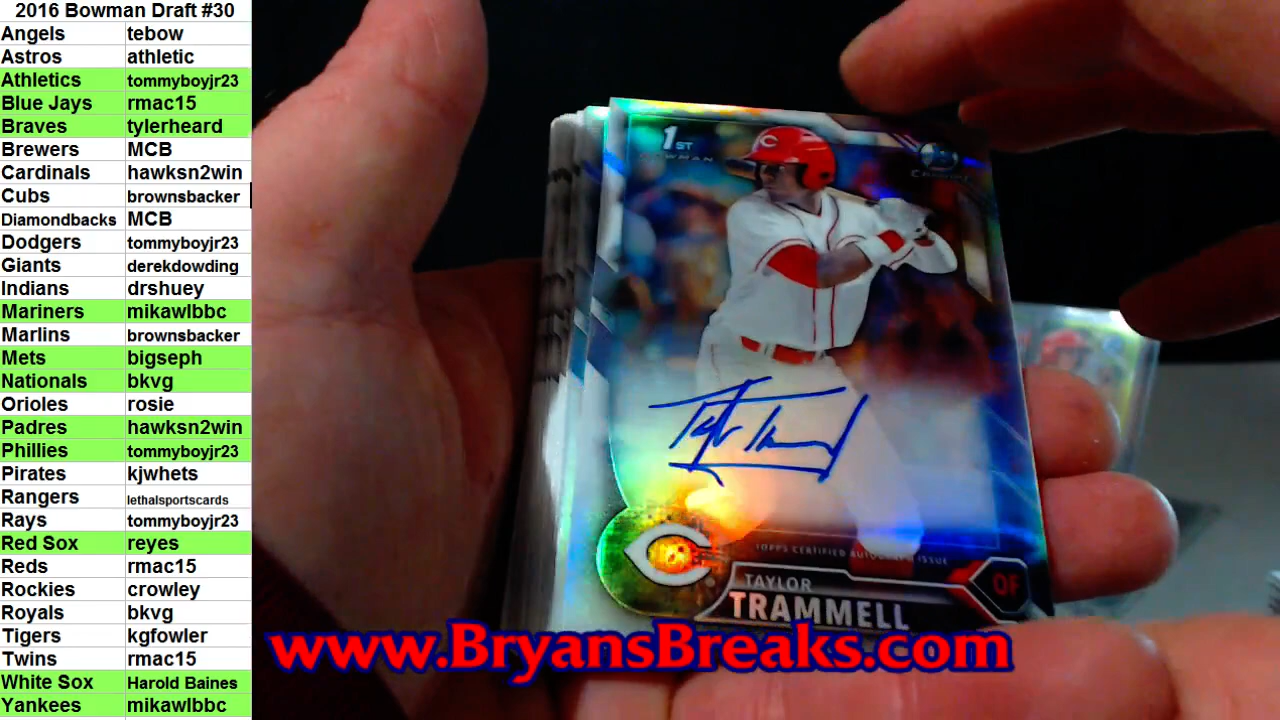 2016 Bowman Draft #30
Angels tebow
Astros athletic
Athletics tommyboyjr23
Blue Jays rmac15
Braves tylerheard
Brewers MCB
Cardinals hawksn2win
Cubs brownsbacker
Diamondbacks MCB
Dodgers tommyboyjr23
Giants derekdowding
Indians drshuey
Mariners mikawlbbc
Marlins brownsbacker
Mets bigseph
Nationals bkvg
Orioles rosie
Padres hawksn2win
Phillies tommyboyjr23
Pirates kjwhets
Rangers lethalsportscards
Rays tommyboyjr23
Red Sox reyes
Reds rmac15
Rockies crowley
Royals bkvg
Tigers kgfowler
Twins rmac15
White Sox Harold Baines
Yankees mikawlbbc
1ST
BOWMAN
CHROME
TOPPS CERTIFIED AUTOGRAPH ISSUE
TAYLOR
TRAMMELL
OF
www.BryansBreaks.com